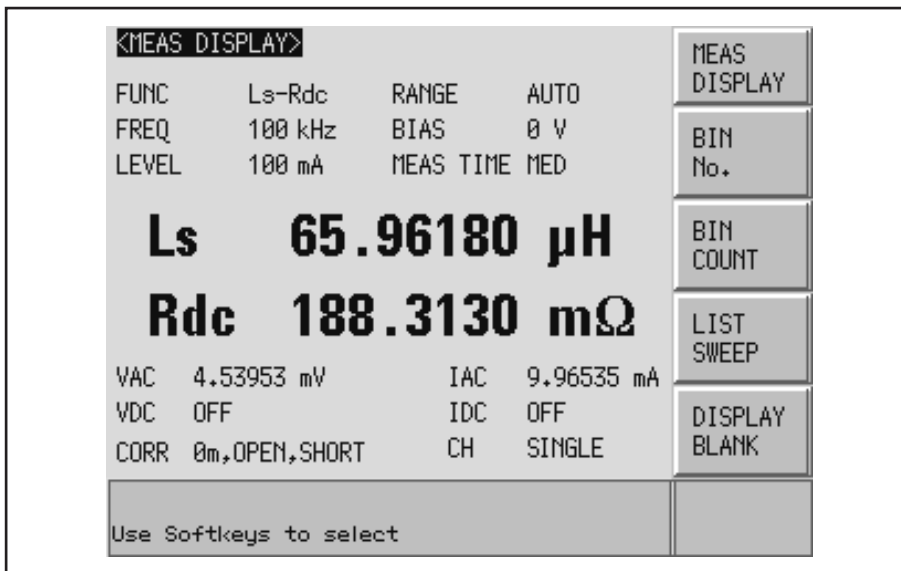 <MEAS DISPLAY>
FUNC Ls-Rdc RANGE AUTO
FREQ 100 kHz BIAS 0 V
LEVEL 100 mA MEAS TIME MED
Ls 65.96180 µH
Rdc 188.3130 mΩ
VAC 4.53953 mV IAC 9.96535 mA
VDC OFF IDC OFF
CORR 0m,OPEN,SHORT CH SINGLE
Use Softkeys to select
MEAS
DISPLAY
BIN
No.
BIN
COUNT
LIST
SWEEP
DISPLAY
BLANK